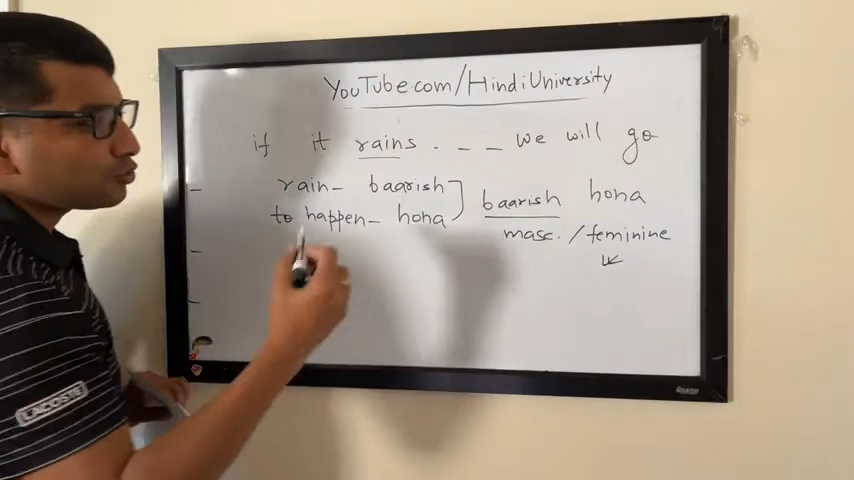 YouTube.com/HindiUniversity
if it rains . _ _ _ we will go
rain - baarish
to happen - hona
baarish hona
masc. / feminine
LACOSTE